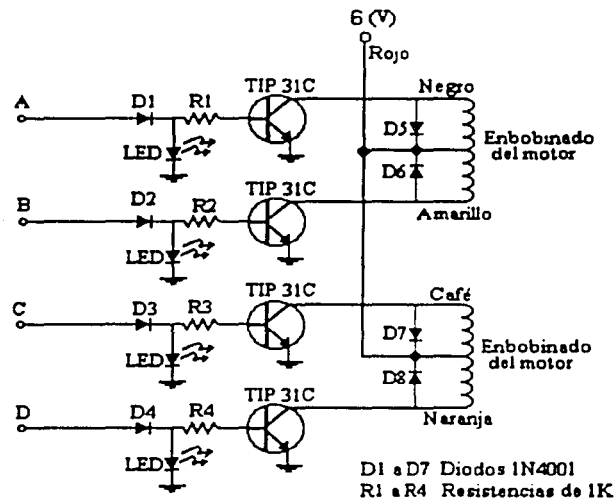 6 (V)
Rojo
TIP 31C
Negro
A
D1
R1
D5
LED
Enbobinado
del motor
D6
TIP 31C
B
D2
R2
Amarillo
LED
TIP 31C
Café
C
D3
R3
D7
LED
Enbobinado
del motor
D8
TIP 31C
D
D4
R4
Naranja
LED
D1 a D7 Diodos 1N4001
R1 a R4 Resistencias de 1K